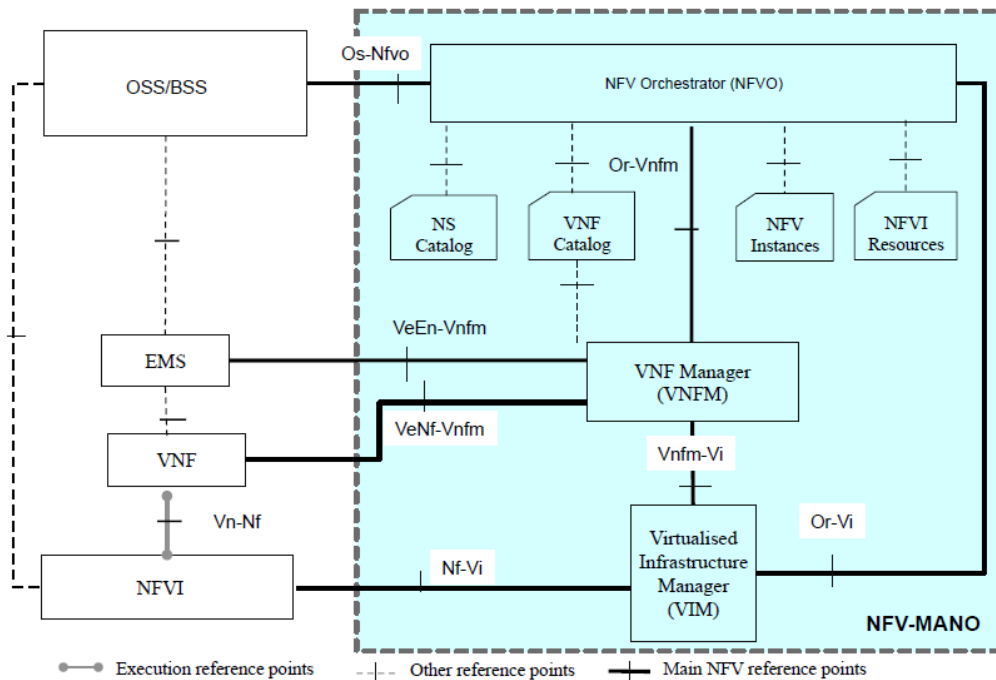 Os-Nfvo
OSS/BSS
NFV Orchestrator (NFVO)
Or-Vnfm
NS
Catalog
VNF
Catalog
NFV
Instances
NFVI
Resources
VeEn-Vnfm
EMS
VNF Manager
(VNFM)
VeNf-Vnfm
VNF
Vnfm-Vi
Vn-Nf
Or-Vi
Virtualised
Infrastructure
Manager
(VIM)
Nf-Vi
NFVI
NFV-MANO
Execution reference points
Other reference points
Main NFV reference points